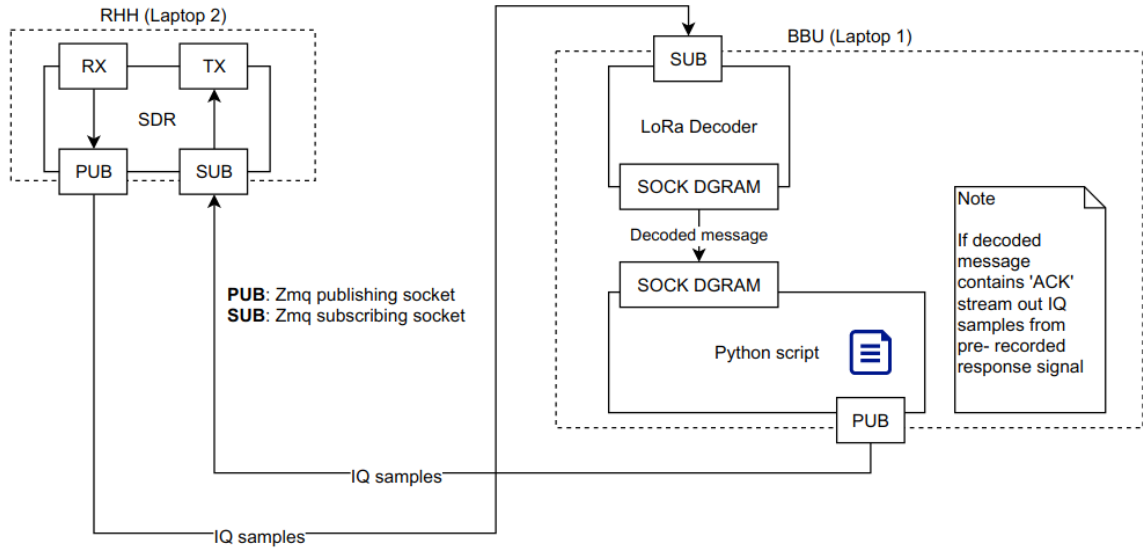 RHH (Laptop 2)
RX
TX
SDR
PUB
SUB
BBU (Laptop 1)
SUB
LoRa Decoder
SOCK DGRAM
Decoded message
SOCK DGRAM
Python script
PUB
Note
If decoded
message
contains 'ACK'
stream out IQ
samples from
pre- recorded
response signal
PUB: Zmq publishing socket
SUB: Zmq subscribing socket
IQ samples
IQ samples